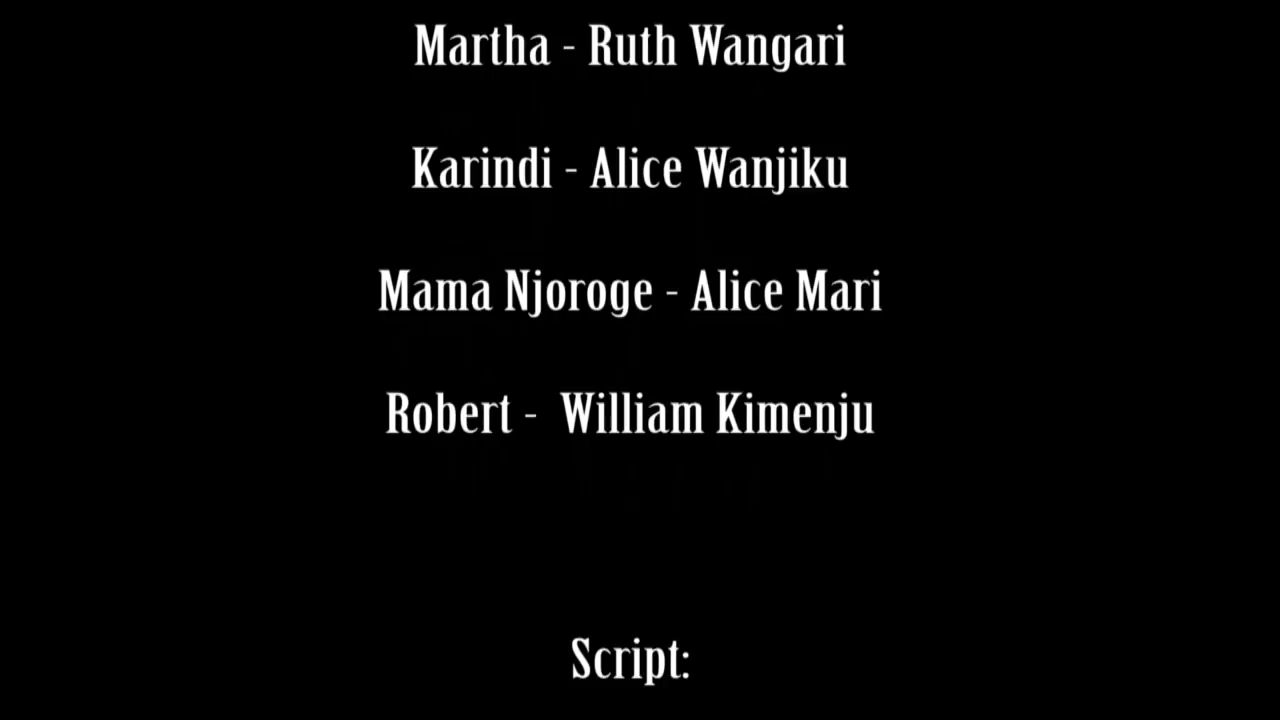 Martha - Ruth Wangari
Karindi - Alice Wanjiku
Mama Njoroge - Alice Mari
Robert -  William Kimenju
Script: